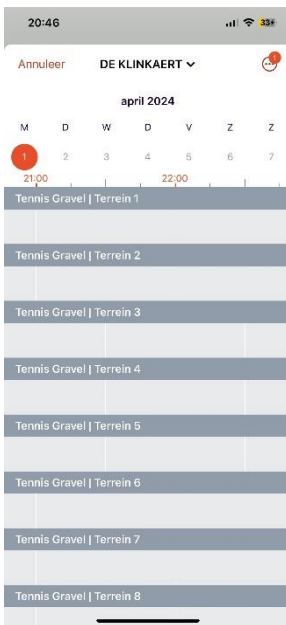 20:46
33
Annuleer DE KLINKAERT
1
april 2024
M D W D V Z Z
1 2 3 4 5 6 7
21:00 22:00
Tennis Gravel | Terrein 1
Tennis Gravel | Terrein 2
Tennis Gravel | Terrein 3
Tennis Gravel | Terrein 4
Tennis Gravel | Terrein 5
Tennis Gravel | Terrein 6
Tennis Gravel | Terrein 7
Tennis Gravel | Terrein 8